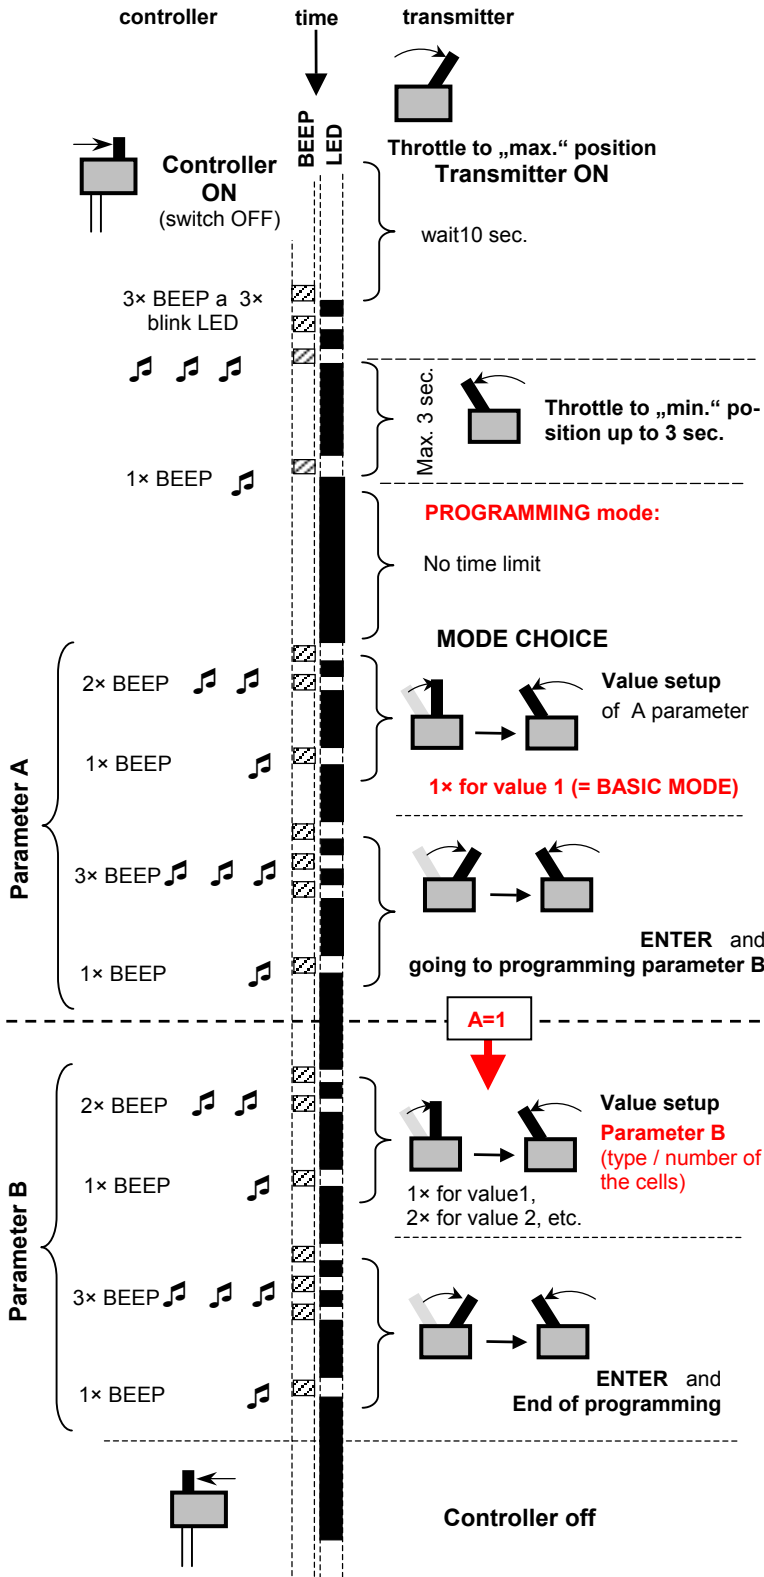 controller
time
transmitter
BEEP
LED
Throttle to „max.“ position
Transmitter ON
Controller
ON
(switch OFF)
wait10 sec.
3× BEEP a  3×
blink LED
Max. 3 sec.
Throttle to „min.“ po-
sition up to 3 sec.
1× BEEP
PROGRAMMING mode:
No time limit
MODE CHOICE
Parameter A
2× BEEP
Value setup
of  A parameter
1× BEEP
1× for value 1 (= BASIC MODE)
3× BEEP
ENTER  and
going to programming parameter B
1× BEEP
A=1
Parameter B
2× BEEP
Value setup
Parameter B
(type / number of
the cells)
1× BEEP
1× for value1,
2× for value 2, etc.
3× BEEP
ENTER  and
End of programming
1× BEEP
Controller off